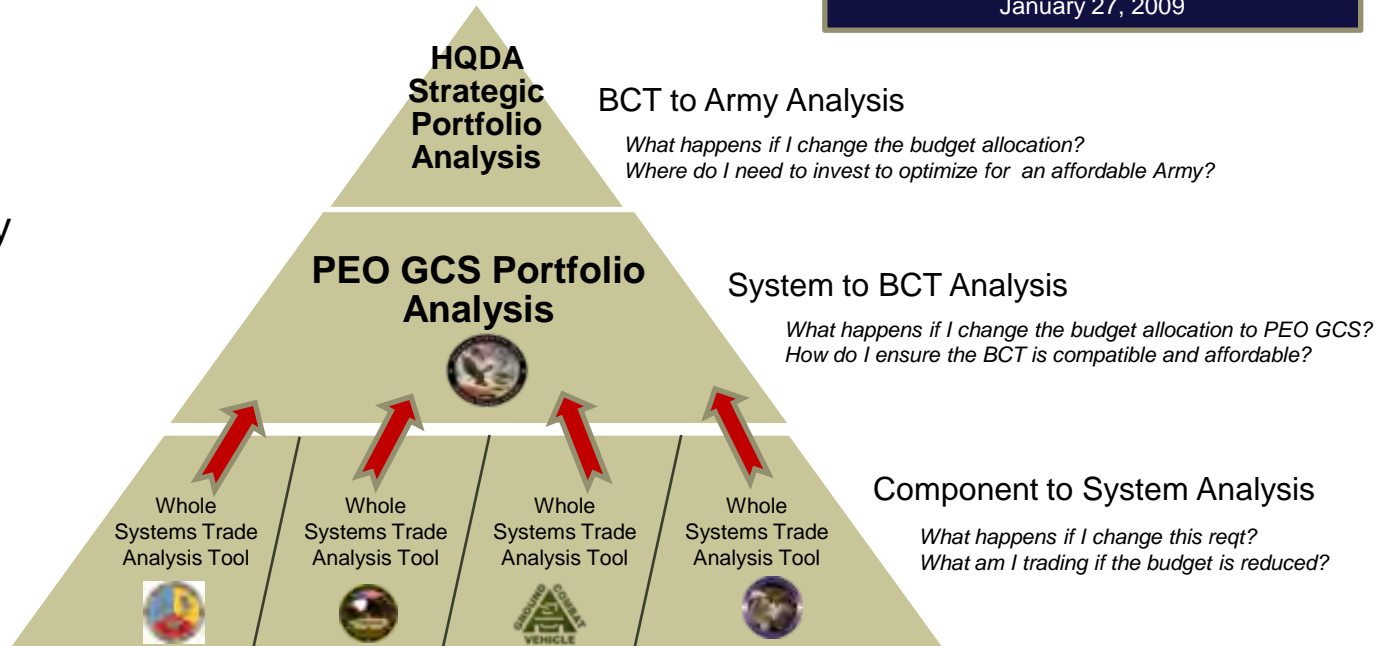 January 27, 2009
HQDA
Strategic
Portfolio
Analysis
BCT to Army Analysis
What happens if I change the budget allocation?
Where do I need to invest to optimize for an affordable Army?
y
PEO GCS Portfolio
Analysis
System to BCT Analysis
What happens if I change the budget allocation to PEO GCS?
How do I ensure the BCT is compatible and affordable?
Component to System Analysis
What happens if I change this reqt?
What am I trading if the budget is reduced?
Whole
Systems Trade
Analysis Tool
Whole
Systems Trade
Analysis Tool
Whole
Systems Trade
Analysis Tool
Whole
Systems Trade
Analysis Tool
GROUND
COMBAT
VEHICLE